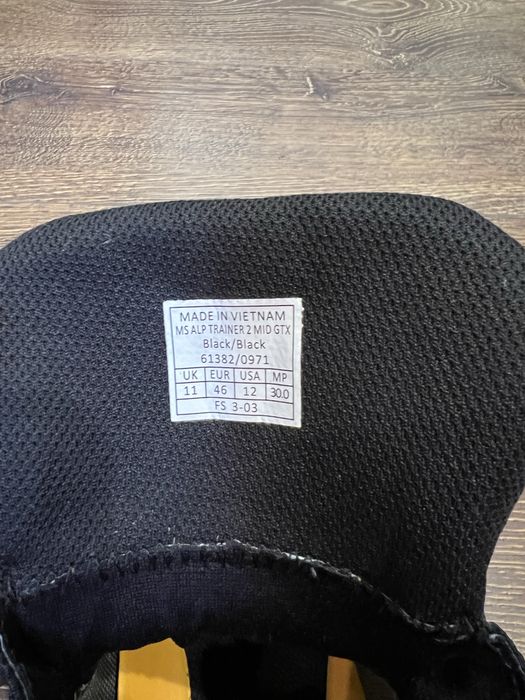 MADE IN VIETNAM
MS ALP TRAINER 2 MID GTX
Black/Black
61382/0971
UK EUR USA MP
11 46 12 30.0
FS 3-03